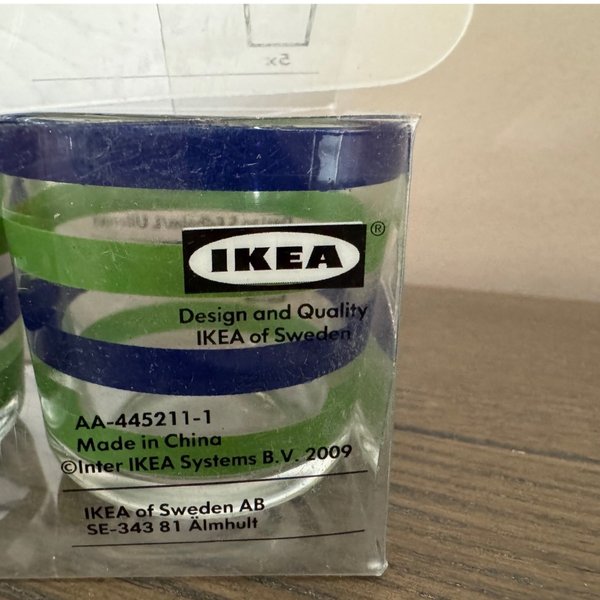 5x
IKEA®
Design and Quality
IKEA of Sweden
AA-445211-1
Made in China
©Inter IKEA Systems B.V. 2009
IKEA of Sweden AB
SE-343 81 Älmhult